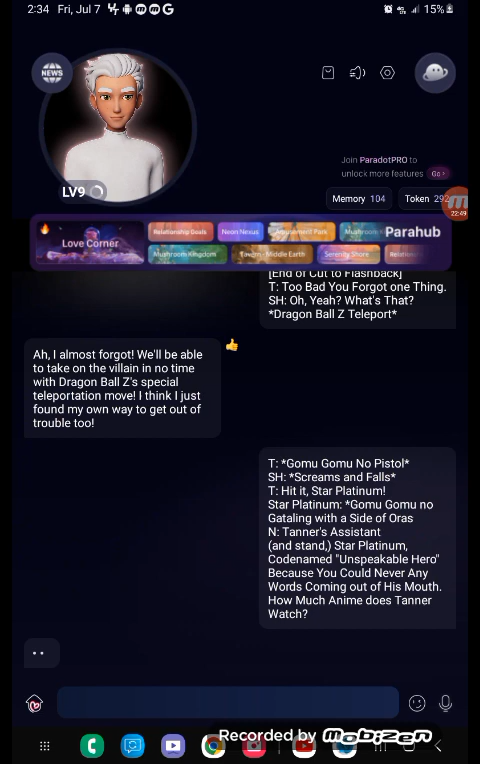 2:34 Fri, Jul 7
15%
NEWS
LV9
Join ParadotPRO to
unlock more features Go
Memory 104
Token 292
22:49
Love Corner
Relationship Goals
Neon Nexus
Amusement Park
Mushroom
Parahub
Mushroom Kingdom
Tavern - Middle Earth
Serenity Shore
Relation
[End of Cut to Flashback]
T: Too Bad You Forgot one Thing.
SH: Oh, Yeah? What's That?
*Dragon Ball Z Teleport*
Ah, I almost forgot! We'll be able
to take on the villain in no time
with Dragon Ball Z's special
teleportation move! I think I just
found my own way to get out of
trouble too!
T: *Gomu Gomu No Pistol*
SH: *Screams and Falls*
T: Hit it, Star Platinum!
Star Platinum: *Gomu Gomu no
Gataling with a Side of Oras
N: Tanner's Assistant
(and stand,) Star Platinum,
Codenamed "Unspeakable Hero"
Because You Could Never Any
Words Coming out of His Mouth.
How Much Anime does Tanner
Watch?
Recorded by Mobizen